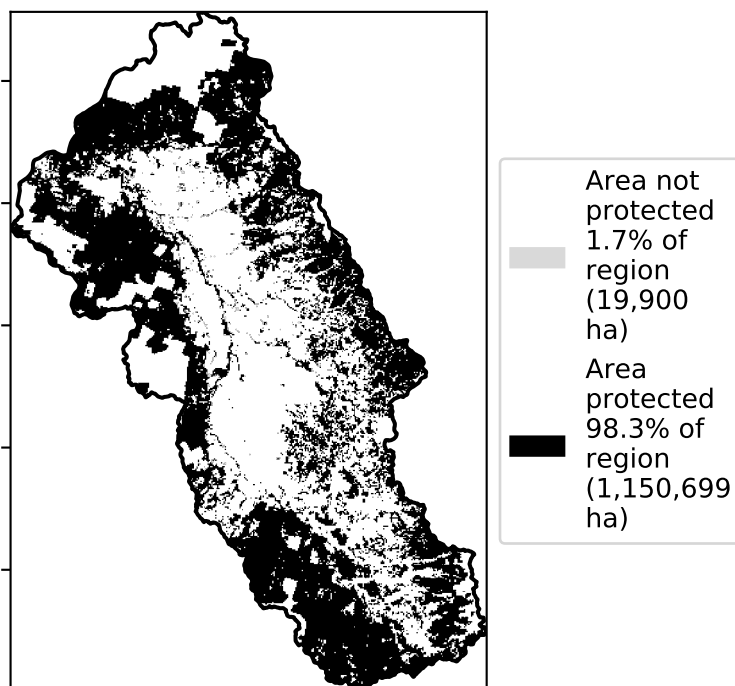 Area not
protected
1.7% of
region
(19,900
ha)
Area
protected
98.3% of
region
(1,150,699
ha)